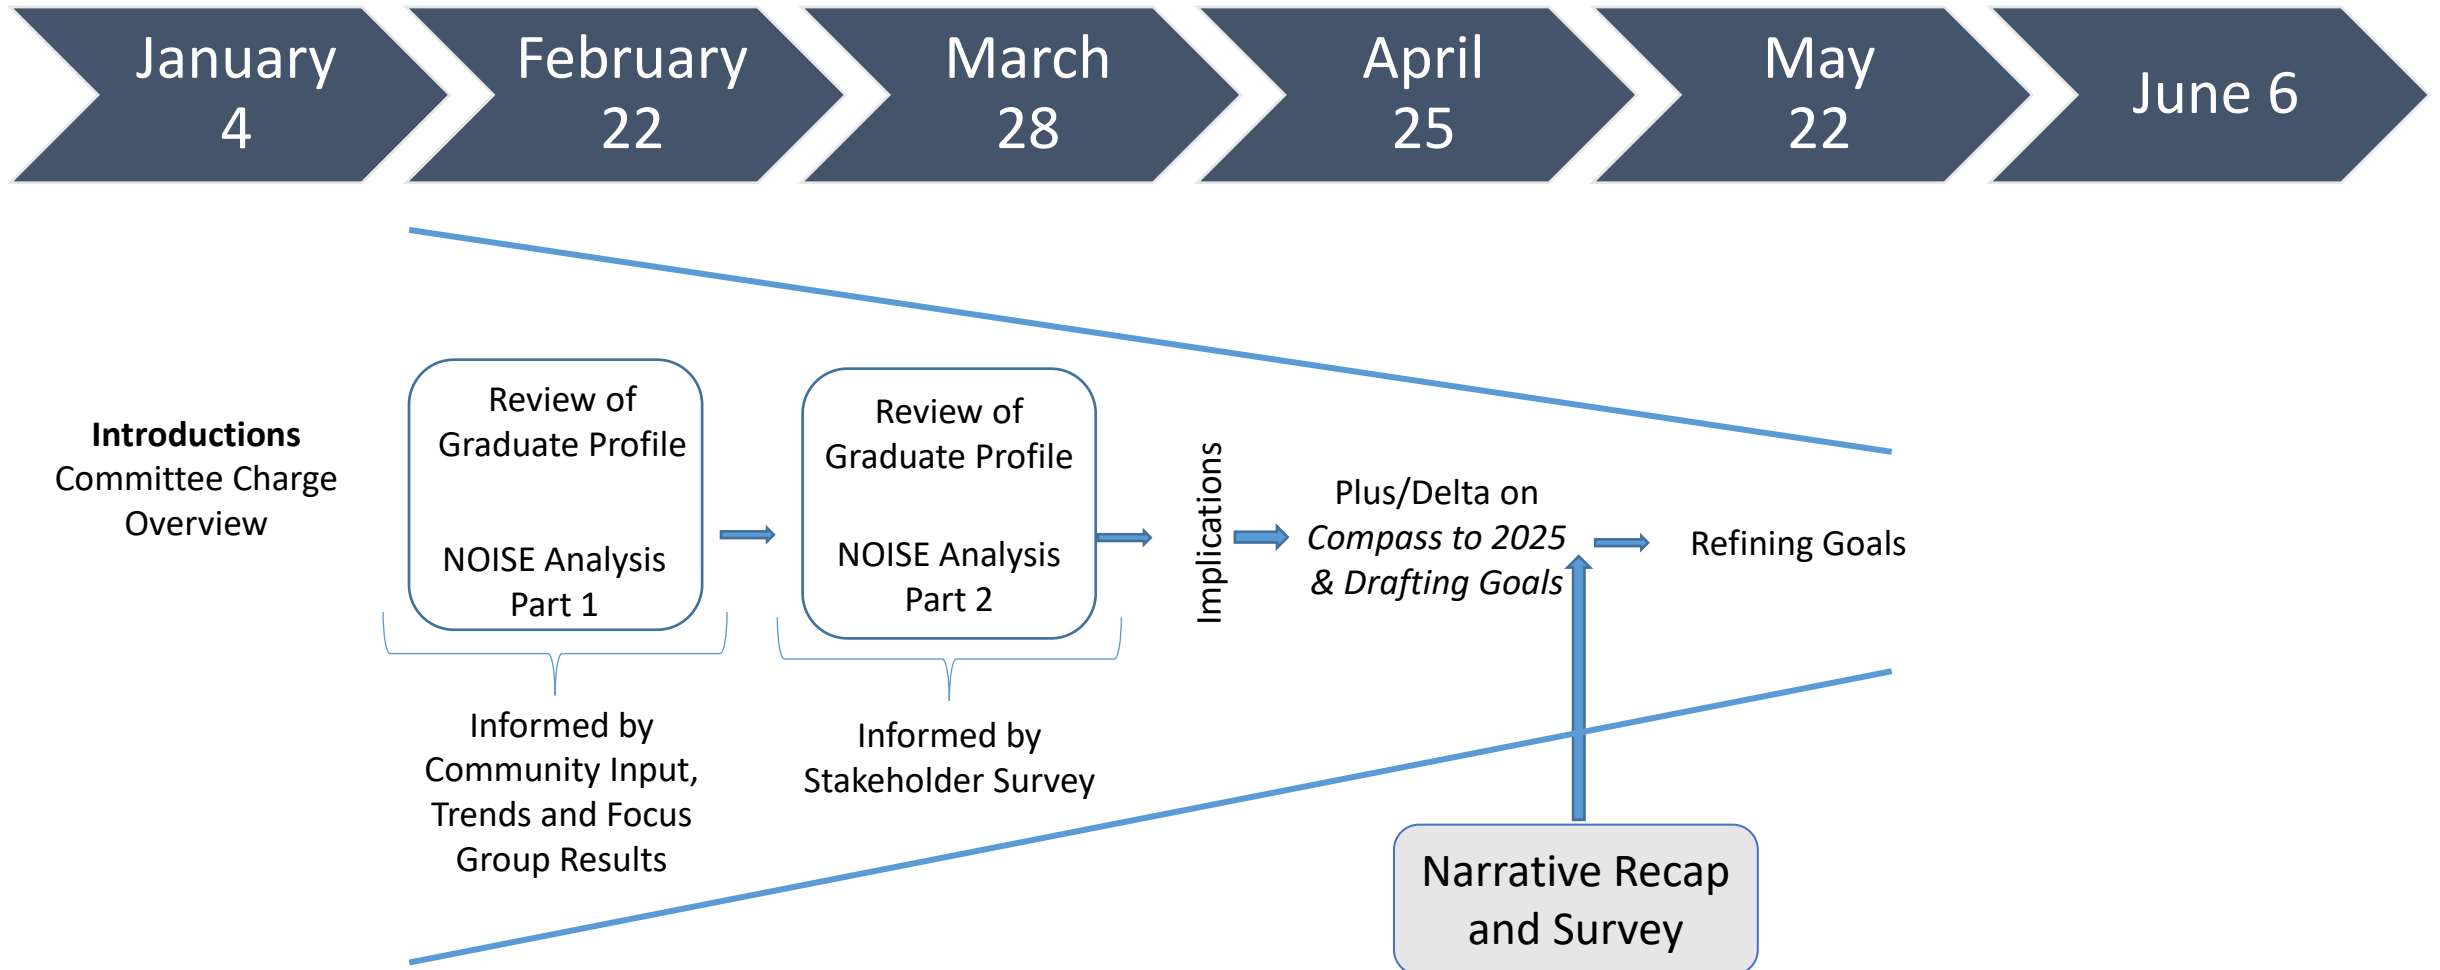 January
4
February
22
March
28
April
25
May
22
June 6
Introductions
Committee Charge
Overview
Review of
Graduate Profile
NOISE Analysis
Part 1
Informed by
Community Input,
Trends and Focus
Group Results
Review of
Graduate Profile
NOISE Analysis
Part 2
Informed by
Stakeholder Survey
Implications
Plus/Delta on
Compass to 2025
& Drafting Goals
Narrative Recap
and Survey
Refining Goals